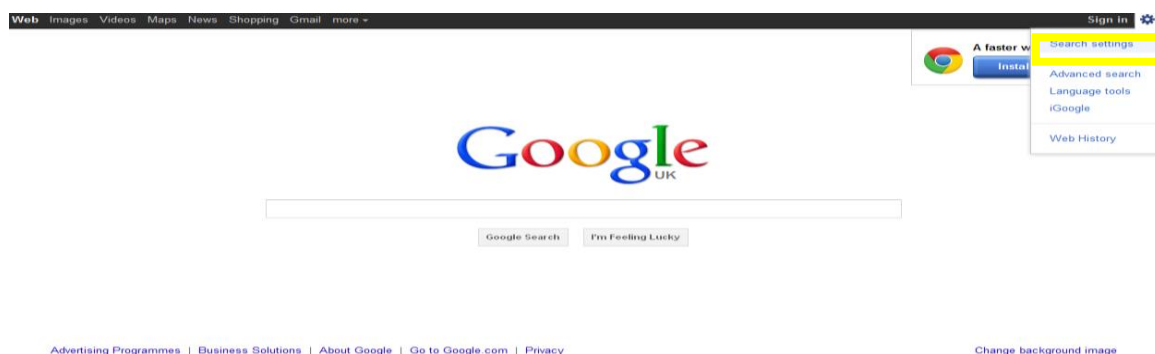 Web Images Videos Maps News Shopping Gmail more
Sign in
A faster w
Instal
Search settings
Advanced search
Language tools
iGoogle
Web History
Google
UK
Google Search I'm Feeling Lucky
Advertising Programmes | Business Solutions | About Google | Go to Google.com | Privacy
Change background image